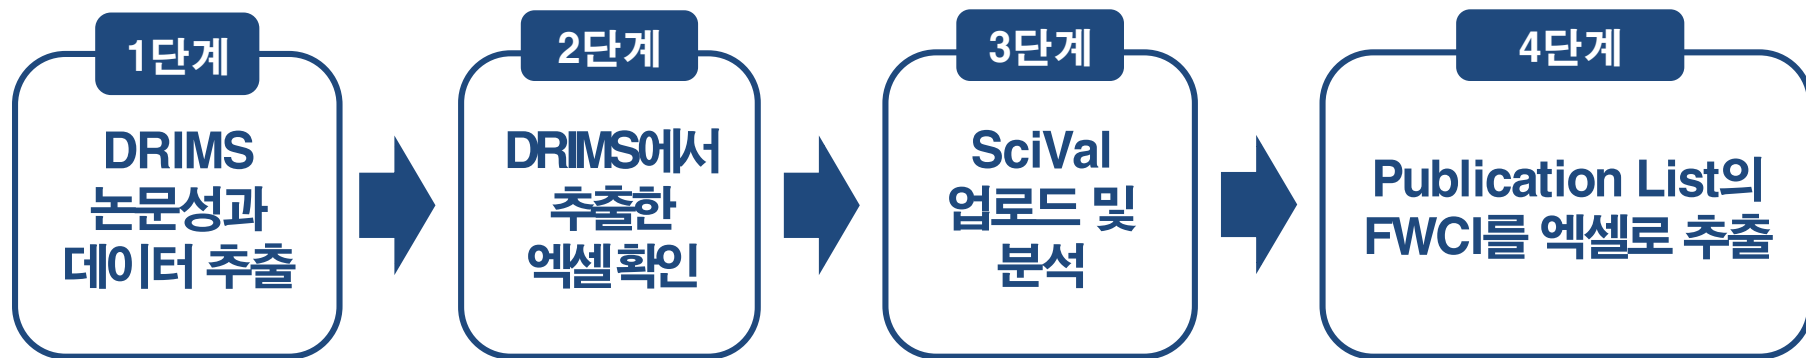 1단계
DRIMS
논문성과
데이터 추출
2단계
DRIMS에서
추출한
엑셀 확인
3단계
SciVal
업로드 및
분석
4단계
Publication List의
FWCI를 엑셀로 추출